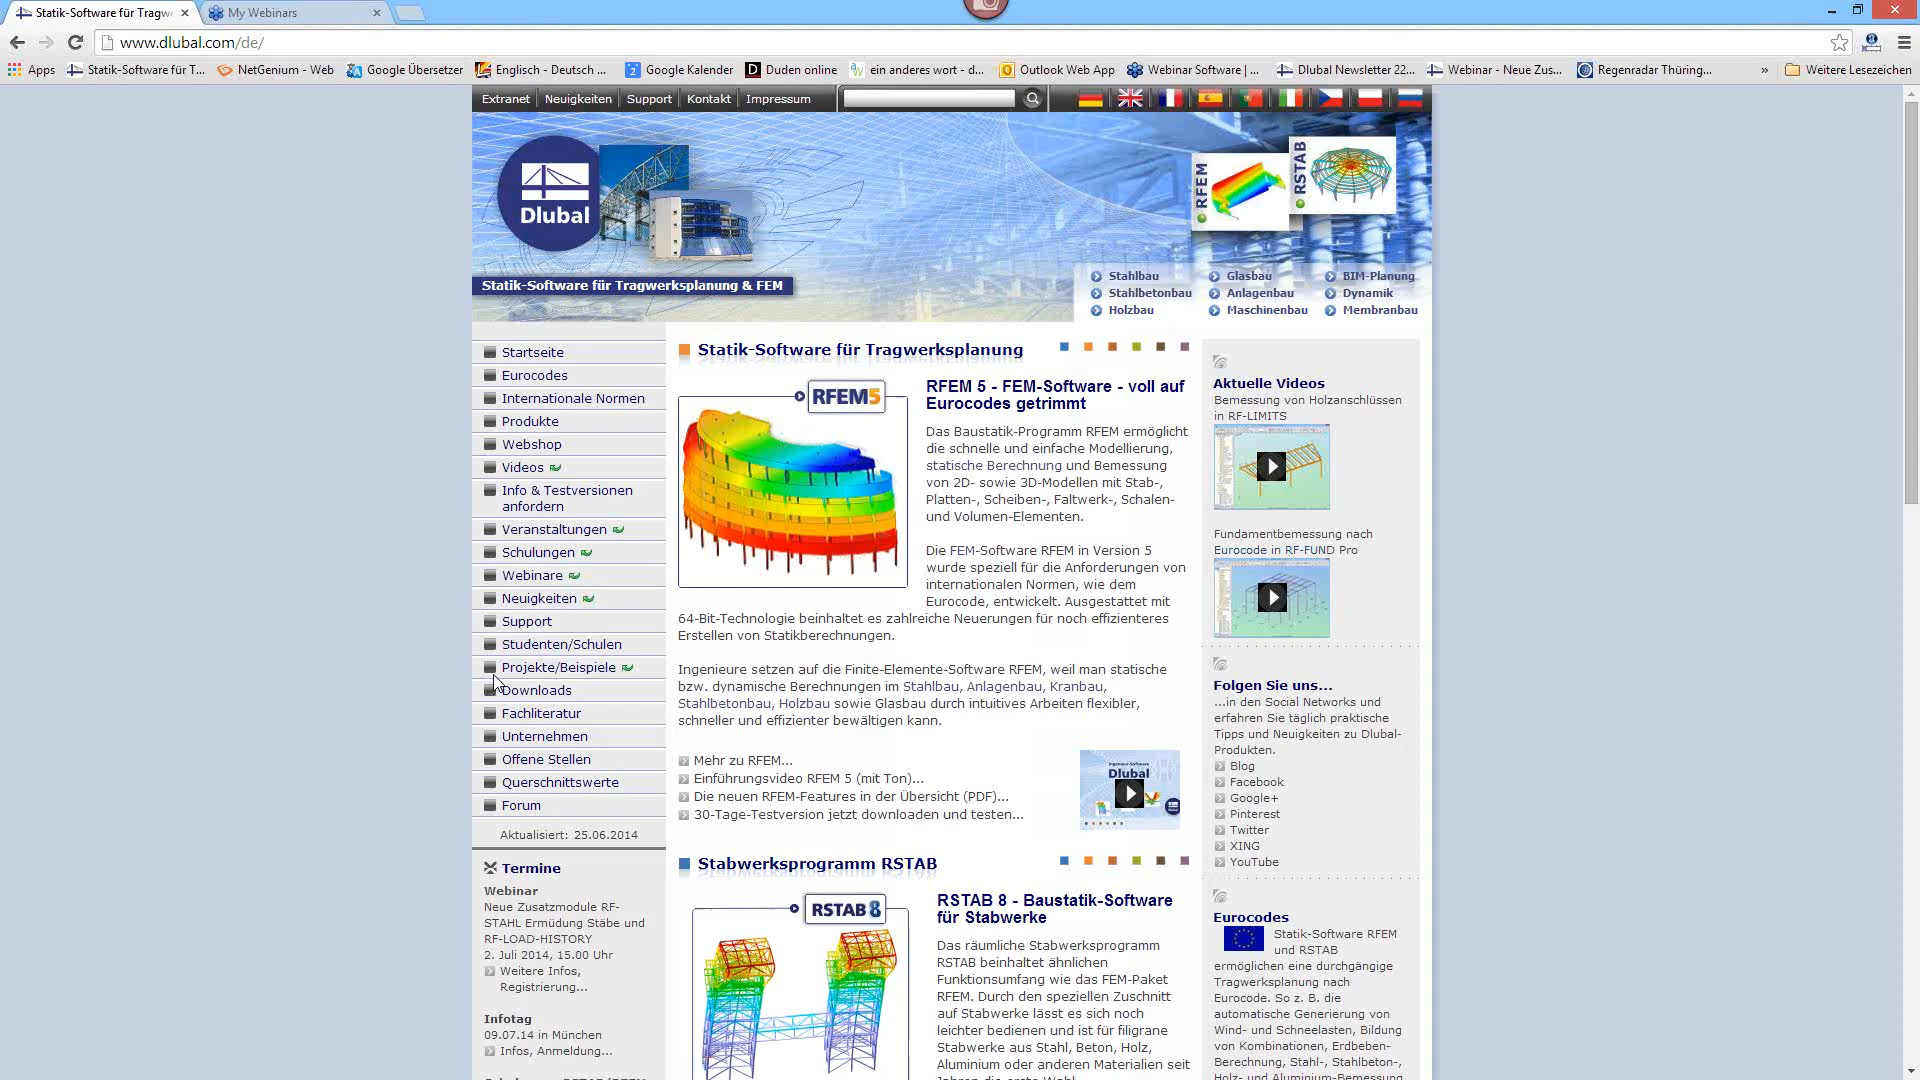 Statik-Software für Tragw
My Webinars
www.dlubal.com/de/
Apps
Statik-Software für T...
NetGenium - Web
Google Übersetzer
Englisch - Deutsch ...
2 Google Kalender
D Duden online
ein anderes wort - d...
Outlook Web App
Webinar Software |...
Dlubal Newsletter 22...
Webinar - Neue Zus...
Regenradar Thüring...
»
Weitere Lesezeichen
Extranet
Neuigkeiten
Support
Kontakt
Impressum
Dlubal
RFEM
RSTAB
Statik-Software für Tragwerksplanung & FEM
Stahlbau
Glasbau
BIM-Planung
Stahlbetonbau
Anlagenbau
Dynamik
Holzbau
Maschinenbau
Membranbau
Startseite
Eurocodes
Internationale Normen
Produkte
Webshop
Videos
Info & Testversionen
anfordern
Veranstaltungen
Schulungen
Webinare
Neuigkeiten
Support
Studenten/Schulen
Projekte/Beispiele
Downloads
Fachliteratur
Unternehmen
Offene Stellen
Querschnittswerte
Forum
Aktualisiert: 25.06.2014
Termine
Webinar
Neue Zusatzmodule RF-
STAHL Ermüdung Stäbe und
RF-LOAD-HISTORY
2. Juli 2014, 15.00 Uhr
Weitere Infos,
Registrierung...
Infotag
09.07.14 in München
Infos, Anmeldung...
Statik-Software für Tragwerksplanung
RFEM5
RFEM 5 - FEM-Software - voll auf
Eurocodes getrimmt
Das Baustatik-Programm RFEM ermöglicht
die schnelle und einfache Modellierung,
statische Berechnung und Bemessung
von 2D- sowie 3D-Modellen mit Stab-,
Platten-, Scheiben-, Faltwerk-, Schalen-
und Volumen-Elementen.
Die FEM-Software RFEM in Version 5
wurde speziell für die Anforderungen von
internationalen Normen, wie dem
Eurocode, entwickelt. Ausgestattet mit
64-Bit-Technologie beinhaltet es zahlreiche Neuerungen für noch effizienteres
Erstellen von Statikberechnungen.
Ingenieure setzen auf die Finite-Elemente-Software RFEM, weil man statische
bzw. dynamische Berechnungen im Stahlbau, Anlagenbau, Kranbau,
Stahlbetonbau, Holzbau sowie Glasbau durch intuitives Arbeiten flexibler,
schneller und effizienter bewältigen kann.
Mehr zu RFEM...
Einführungsvideo RFEM 5 (mit Ton)...
Die neuen RFEM-Features in der Übersicht (PDF)...
30-Tage-Testversion jetzt downloaden und testen...
Ingenieur-Software
Dlubal
Stabwerksprogramm RSTAB
RSTAB 8
RSTAB 8 - Baustatik-Software
für Stabwerke
Das räumliche Stabwerksprogramm
RSTAB beinhaltet ähnlichen
Funktionsumfang wie das FEM-Paket
RFEM. Durch den speziellen Zuschnitt
auf Stabwerke lässt es sich noch
leichter bedienen und ist für filigrane
Stabwerke aus Stahl, Beton, Holz,
Aluminium oder anderen Materialien seit
Jahren die erste Wahl.
Aktuelle Videos
Bemessung von Holzanschlüssen
in RF-LIMITS
Fundamentbemessung nach
Eurocode in RF-FUND Pro
Folgen Sie uns...
...in den Social Networks und
erfahren Sie täglich praktische
Tipps und Neuigkeiten zu Dlubal-
Produkten.
Blog
Facebook
Google+
Pinterest
Twitter
XING
YouTube
Eurocodes
Statik-Software RFEM
und RSTAB
ermöglichen eine durchgängige
Tragwerksplanung nach
Eurocode. So z. B. die
automatische Generierung von
Wind- und Schneelasten, Bildung
von Kombinationen, Erdbeben-
Berechnung, Stahl-, Stahlbeton-,
Holz- und Aluminium-Bemessung